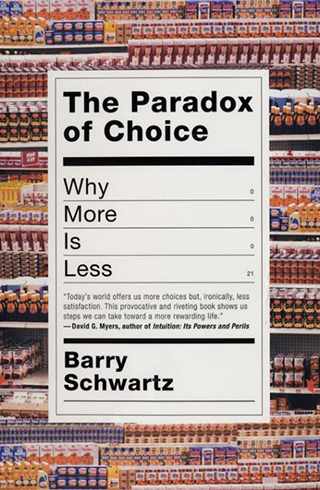 The Paradox
of Choice
Why 0
More 0
Is 0
Less 21
"Today's world offers us more choices but, ironically, less
satisfaction. This provocative and riveting book shows us
steps we can take toward a more rewarding life."
— David G. Myers, author of Intuition: Its Powers and Perils
Barry
Schwartz